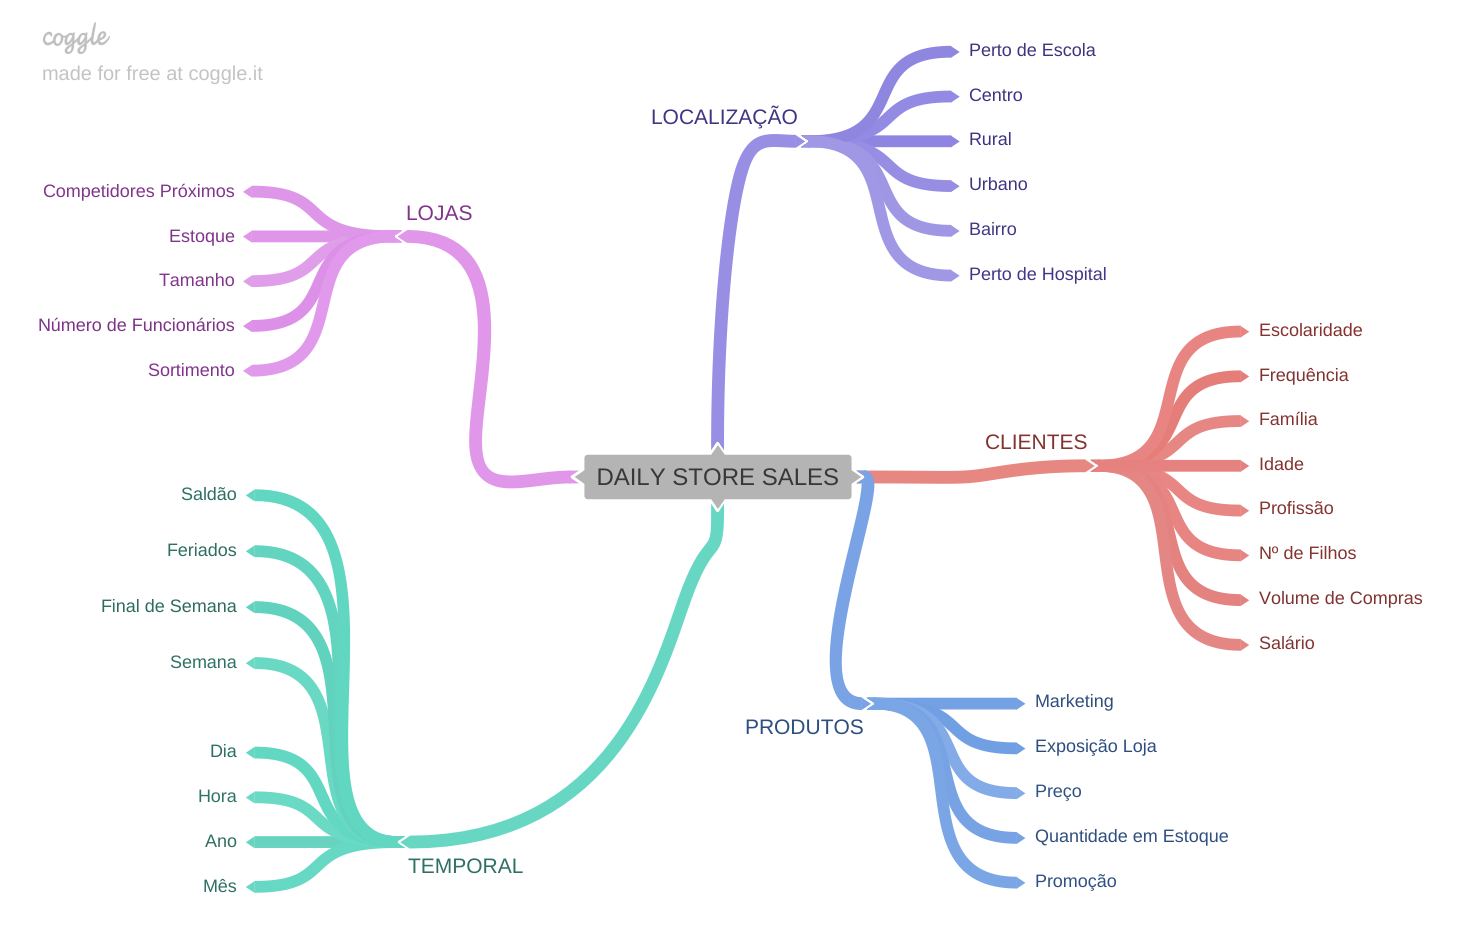 coggle
made for free at coggle.it
LOCALIZAÇÃO
Perto de Escola
Centro
Rural
Urbano
Bairro
Perto de Hospital
LOJAS
Competidores Próximos
Estoque
Tamanho
Número de Funcionários
Sortimento
DAILY STORE SALES
CLIENTES
Escolaridade
Frequência
Família
Idade
Profissão
Nº de Filhos
Volume de Compras
Salário
TEMPORAL
Saldão
Feriados
Final de Semana
Semana
Dia
Hora
Ano
Mês
PRODUTOS
Marketing
Exposição Loja
Preço
Quantidade em Estoque
Promoção